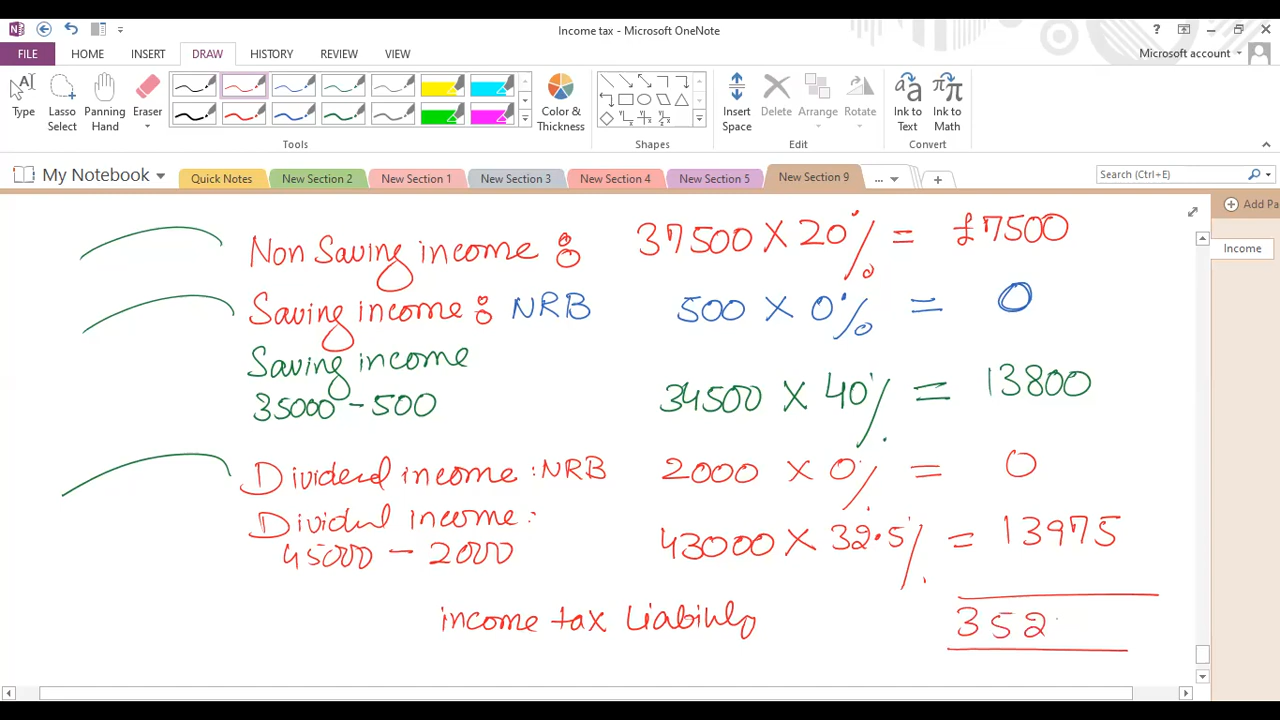 Income tax - Microsoft OneNote
FILE HOME INSERT DRAW HISTORY REVIEW VIEW
Microsoft account
Type
Lasso Select
Panning Hand
Eraser
Color & Thickness
Insert Space
Delete
Arrange
Rotate
Ink to Text
Ink to Math
Tools
Shapes
Edit
Convert
My Notebook Quick Notes New Section 2 New Section 1 New Section 3 New Section 4 New Section 5 New Section 9 ...
Search (Ctrl+E)
Add Pa
Income
Non Saving income : 37500 X 20% = £7500
Saving income : NRB 500 X 0% = 0
Saving income
35000 - 500 34500 X 40% = 13800
Dividend income : NRB 2000 X 0% = 0
Dividend income :
45000 - 2000 43000 X 32.5% = 13975
income tax Liability 352